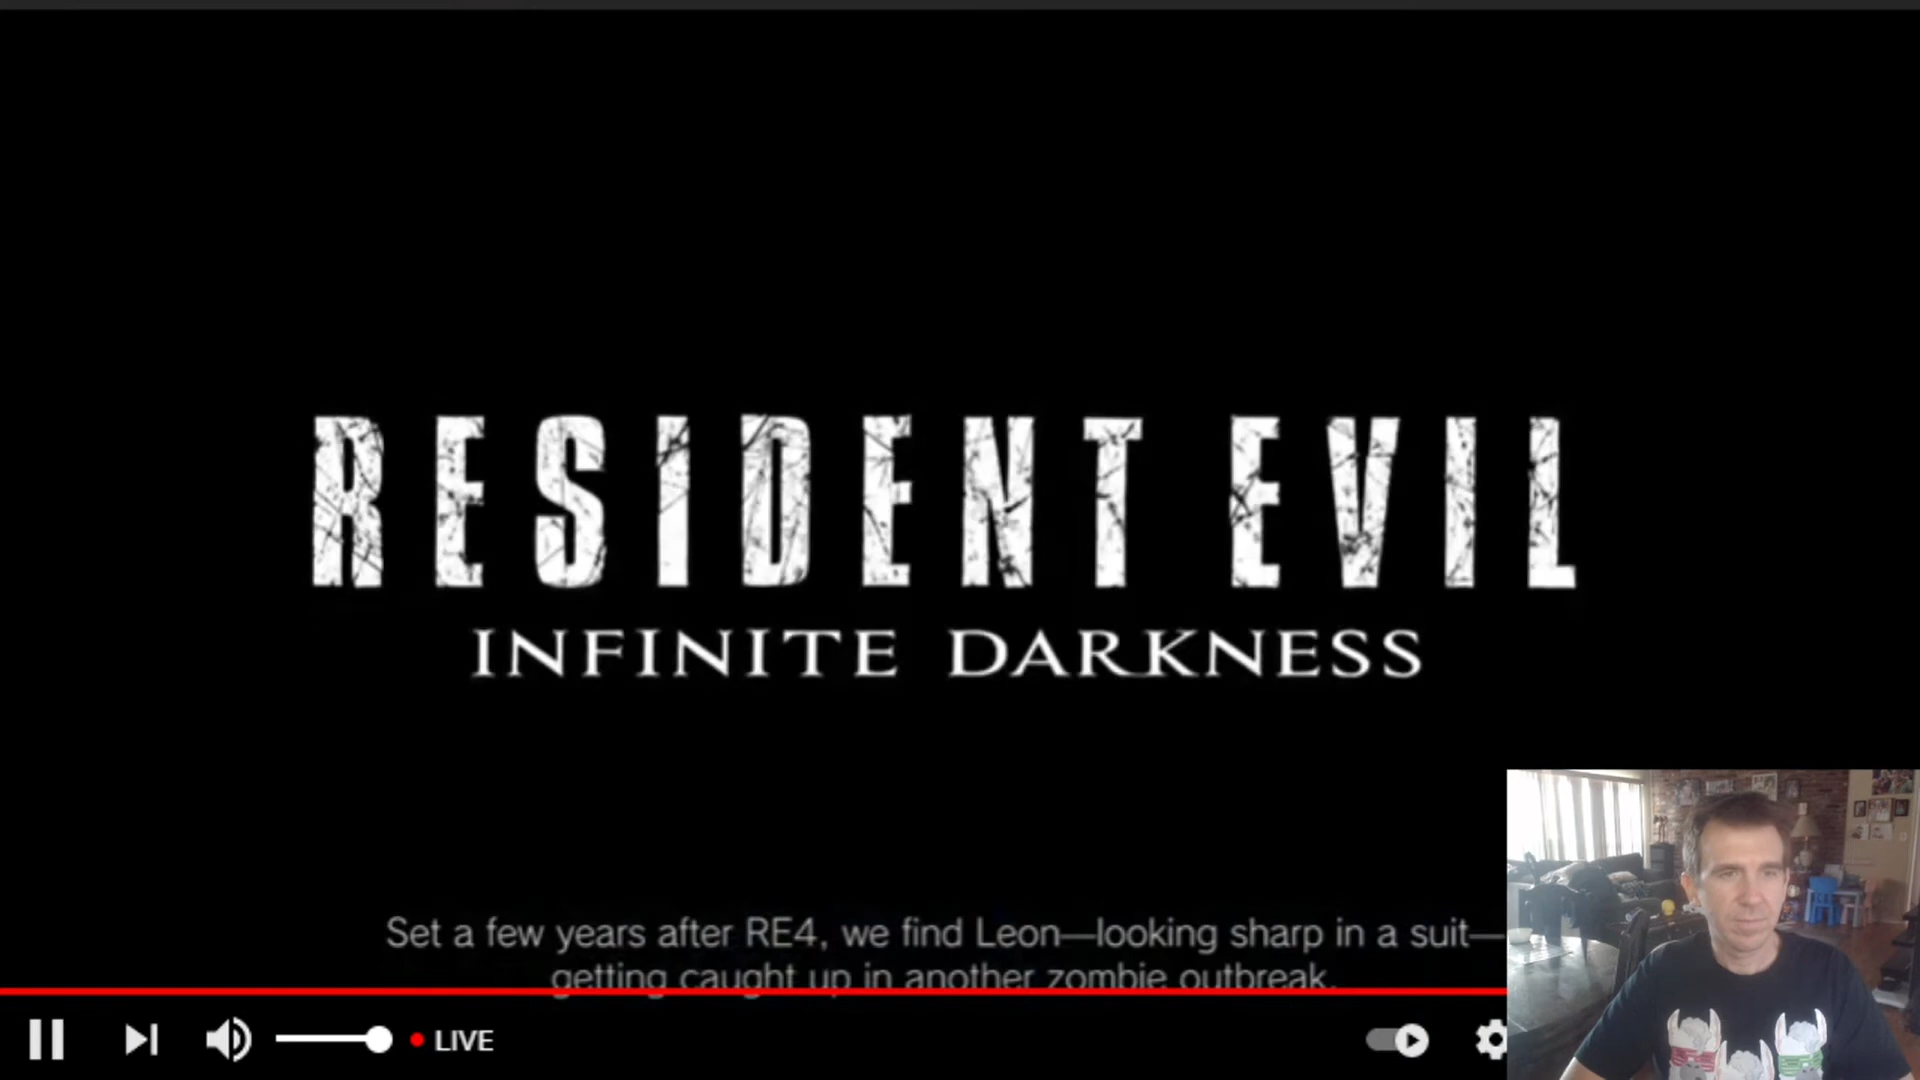 RESIDENT EVIL
INFINITE DARKNESS
Set a few years after RE4, we find Leon—looking sharp in a suit—
getting caught up in another zombie outbreak.
LIVE